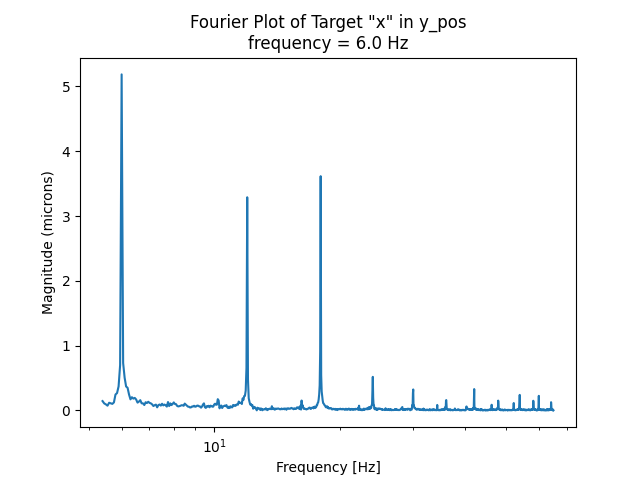 Fourier Plot of Target "x" in y_pos
frequency = 6.0 Hz
5
4
3
2
1
0
Magnitude (microns)
10¹
Frequency [Hz]